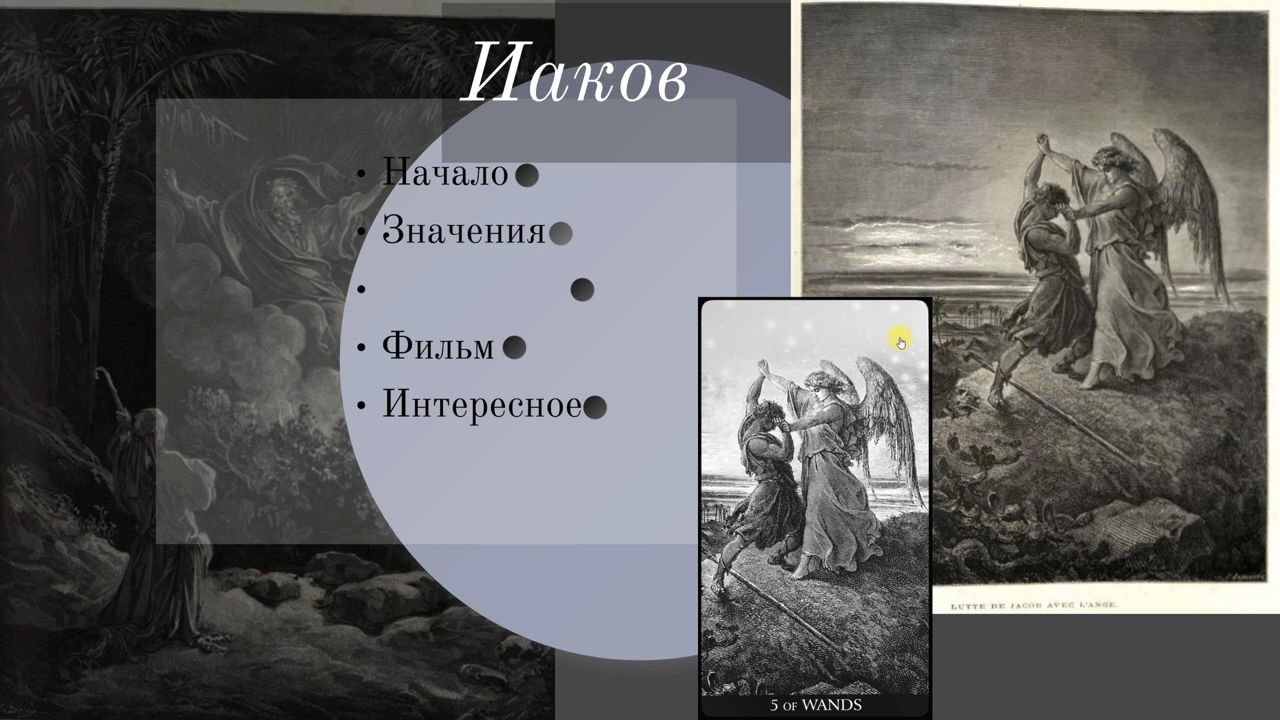 Иаков
Начало
Значения
Фильм
Интересное
LUTTE DE JACOB AVEC L'ANGE.
5 OF WANDS